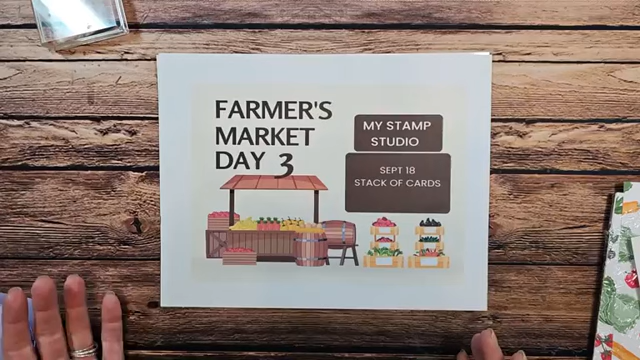 FARMER'S
MARKET
DAY 3
MY STAMP
STUDIO
SEPT 18
STACK OF CARDS